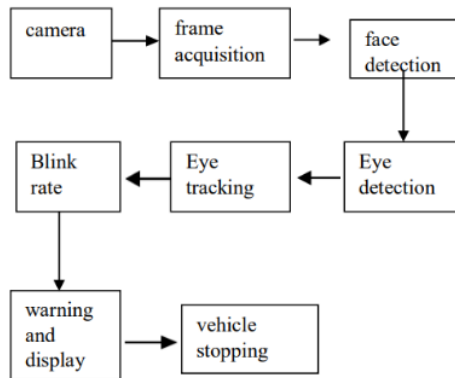 camera
frame
acquisition
face
detection
Blink
rate
Eye
tracking
Eye
detection
warning
and
display
vehicle
stopping